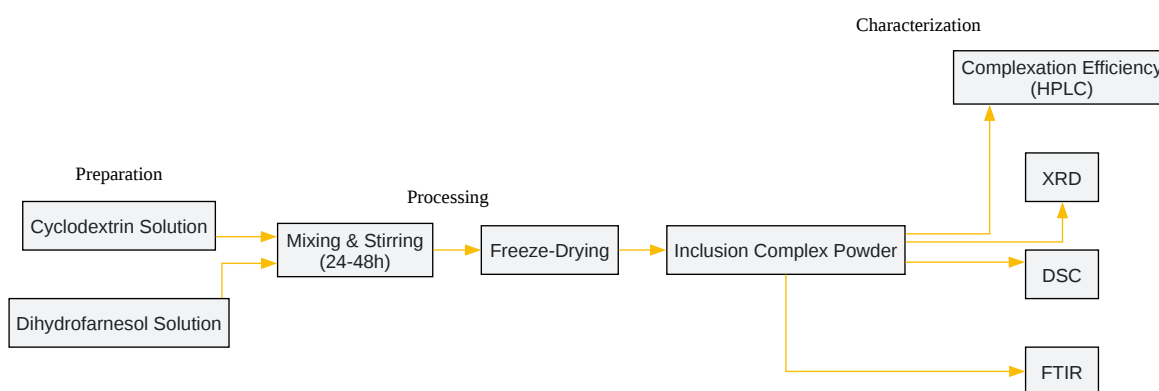 Characterization
Complexation Efficiency
(HPLC)
Preparation
XRD
Processing
Cyclodextrin Solution
Mixing & Stirring
(24-48h)
Freeze-Drying
Inclusion Complex Powder
DSC
Dihydrofarnesol Solution
FTIR